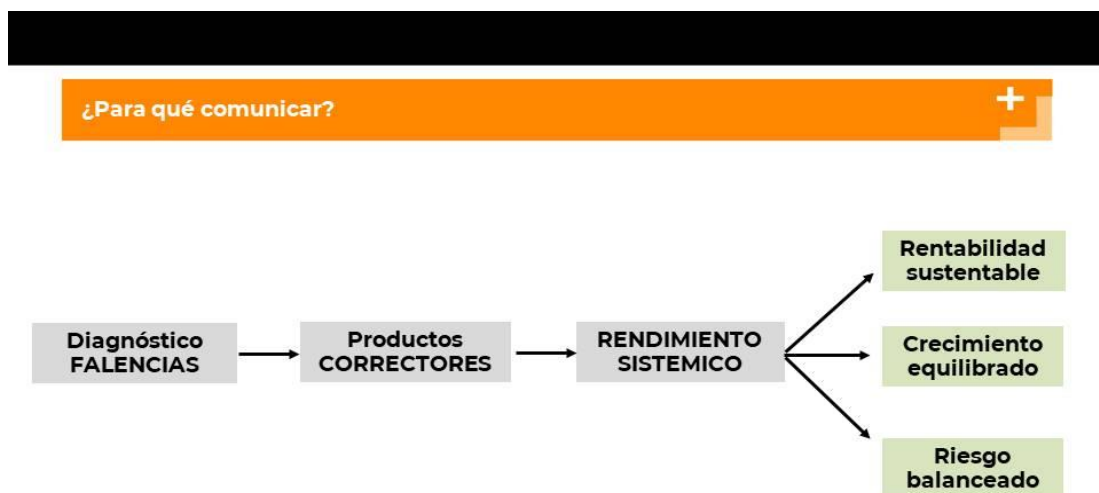 ¿Para qué comunicar?
Diagnóstico
FALENCIAS
Productos
CORRECTORES
RENDIMIENTO
SISTEMICO
Rentabilidad
sustentable
Crecimiento
equilibrado
Riesgo
balanceado